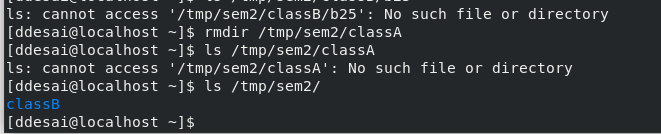 ls: cannot access '/tmp/sem2/classB/b25': No such file or directory
[ddesai@localhost ~]$ rmdir /tmp/sem2/classA
[ddesai@localhost ~]$ ls /tmp/sem2/classA
ls: cannot access '/tmp/sem2/classA': No such file or directory
[ddesai@localhost ~]$ ls /tmp/sem2/
classB
[ddesai@localhost ~]$